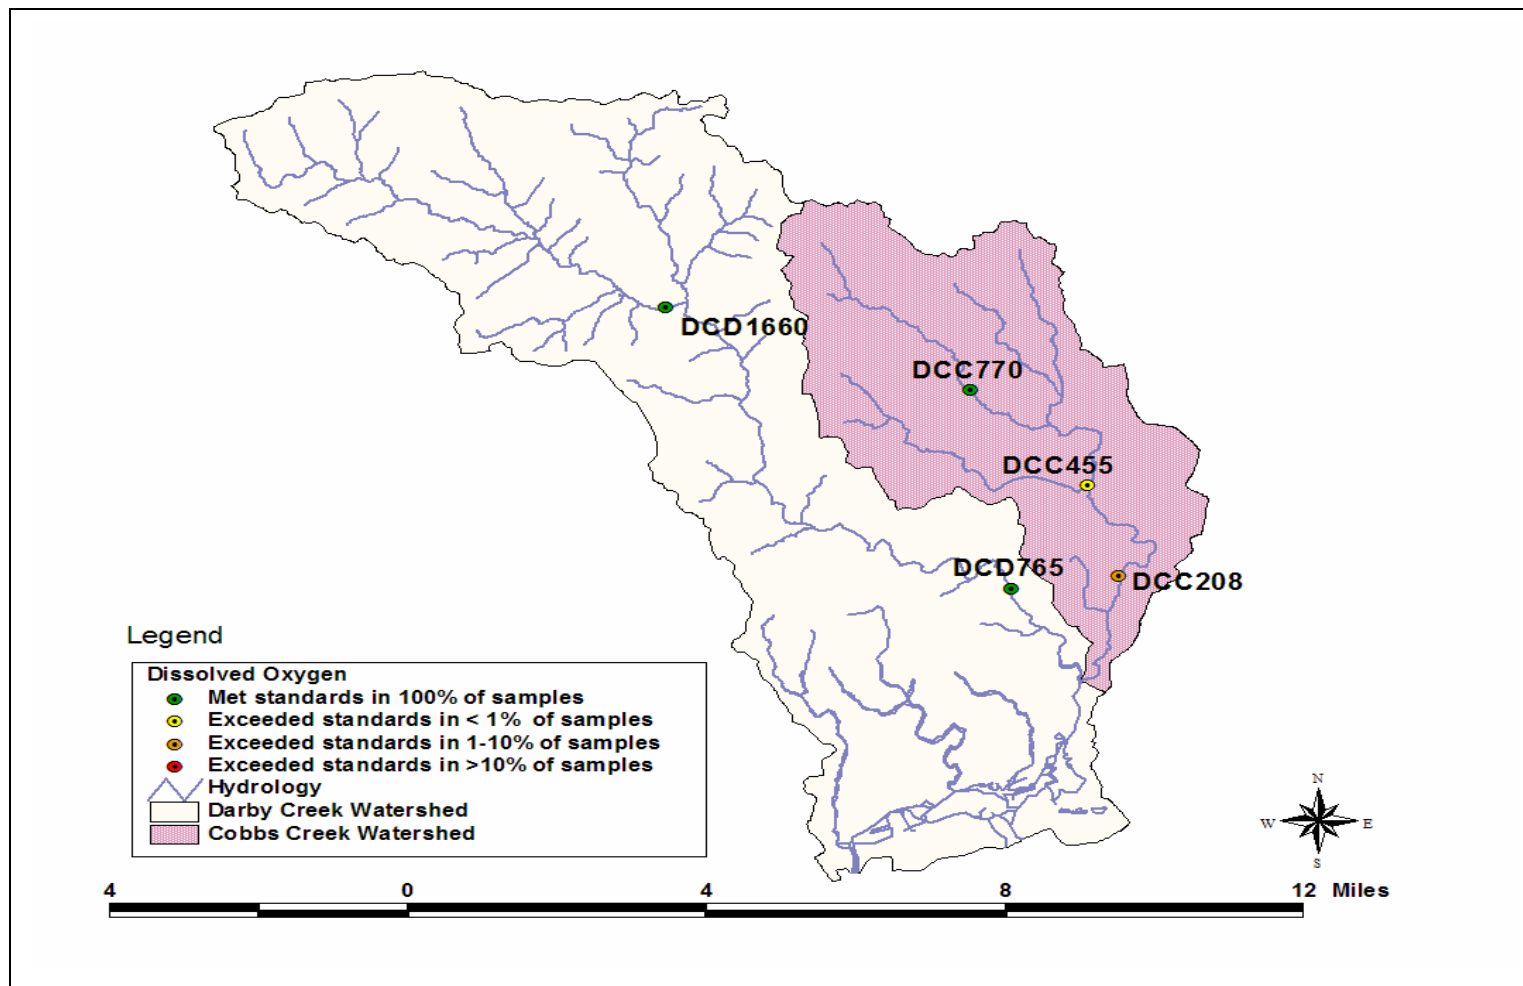 DCD1660
DCC770
DCC455
DCD765
DCC208
Legend
Dissolved Oxygen
Met standards in 100% of samples
Exceeded standards in < 1% of samples
Exceeded standards in 1-10% of samples
Exceeded standards in >10% of samples
Hydrology
Darby Creek Watershed
Cobbs Creek Watershed
N
W E
S
4 0 4 8 12 Miles